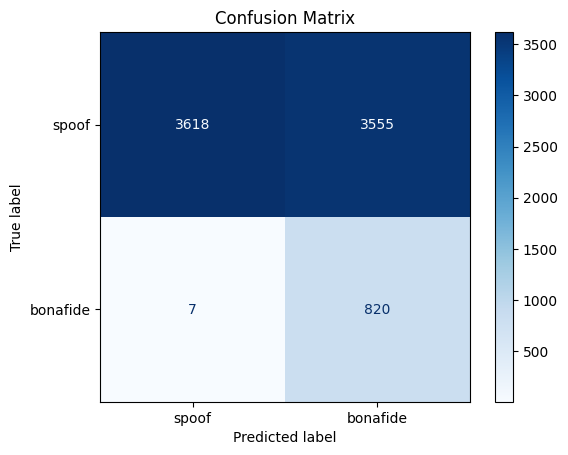 Confusion Matrix
True label
spoof
bonafide
3618
3555
7
820
spoof
bonafide
Predicted label
3500
3000
2500
2000
1500
1000
500